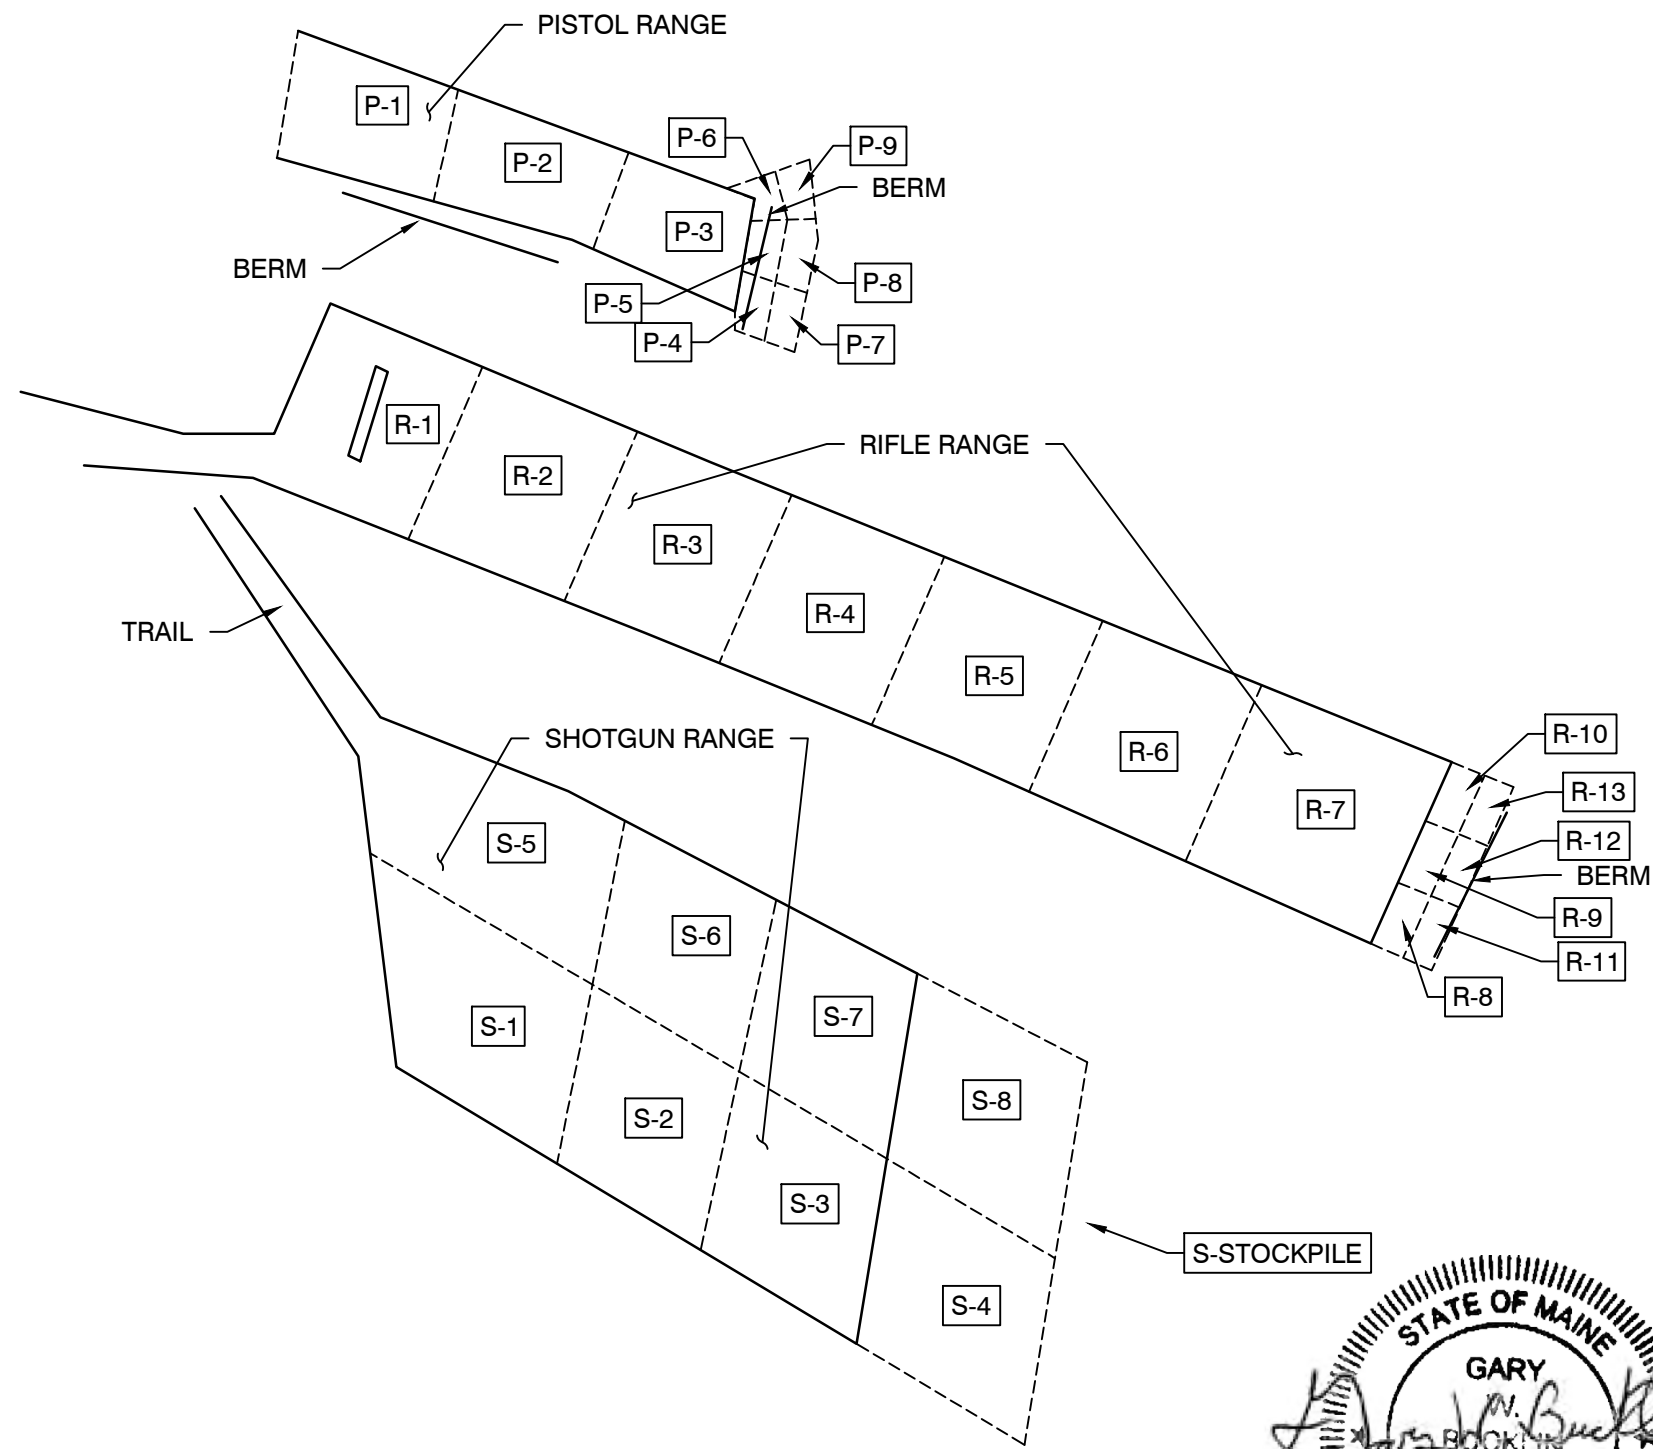 PISTOL RANGE
P-1
P-2
P-6
P-9
BERM
P-3
BERM
P-5
P-8
P-4
P-7
R-1
RIFLE RANGE
R-2
R-3
R-4
TRAIL
R-5
SHOTGUN RANGE
R-6
R-10
R-7
R-13
S-5
R-12
BERM
S-6
R-9
R-11
S-1
S-7
R-8
S-2
S-8
S-3
S-STOCKPILE
S-4
STATE OF MAINE
GARY
W.